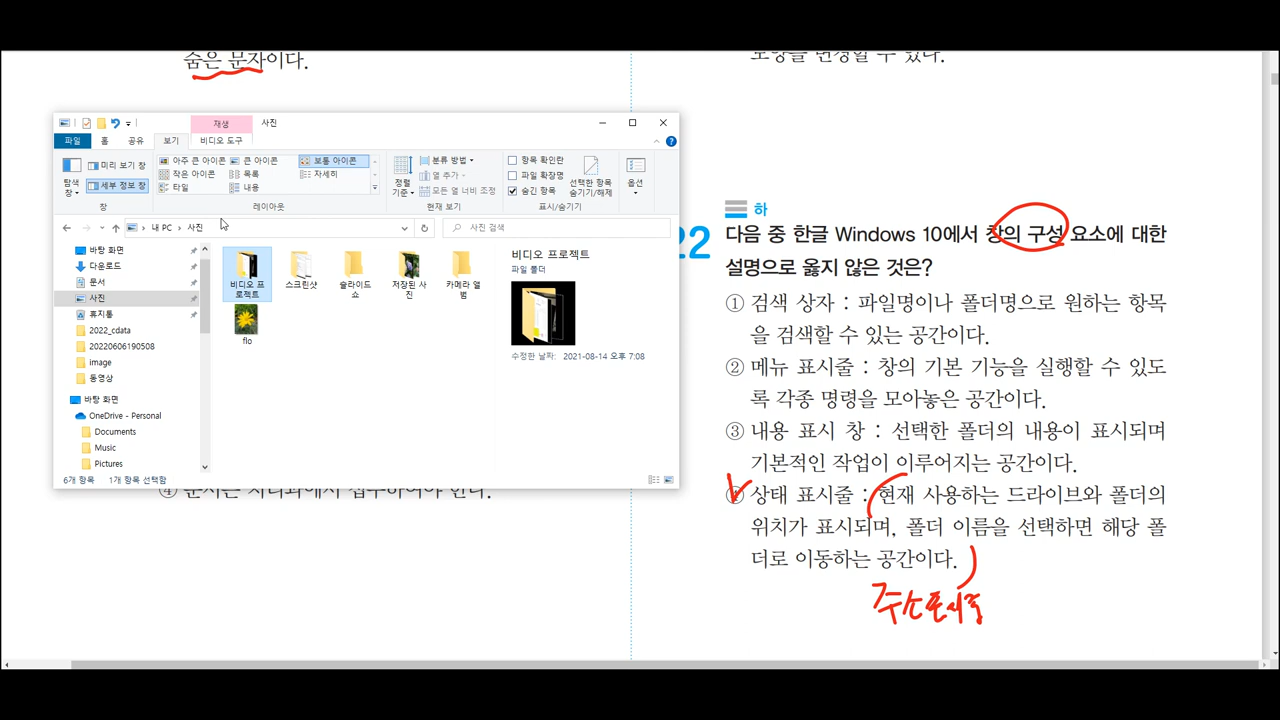 숨은 문자이다.
재생
사진
파일
홈
공유
보기
비디오 도구
탐색 창
미리 보기 창
세부 정보 창
창
아주 큰 아이콘
큰 아이콘
보통 아이콘
작은 아이콘
목록
자세히
타일
내용
레이아웃
정렬 기준
분류 방법
열 추가
모든 열 너비 조정
현재 보기
항목 확인란
파일 확장명
숨긴 항목
선택한 항목 숨기기/해제
표시/숨기기
옵션
내 PC > 사진
사진 검색
바탕 화면
다운로드
문서
사진
휴지통
2022_cdata
20220606190508
image
동영상
바탕 화면
OneDrive - Personal
Documents
Music
Pictures
비디오 프
로젝트
스크린샷
슬라이드
쇼
저장된 사
진
카메라 앨
범
flo
비디오 프로젝트
파일 폴더
수정한 날짜: 2021-08-14 오후 7:08
6개 항목
1개 항목 선택함
모양을 변경할 수 있다.
하
22 다음 중 한글 Windows 10에서 창의 구성 요소에 대한
설명으로 옳지 않은 것은?
① 검색 상자 : 파일명이나 폴더명으로 원하는 항목
을 검색할 수 있는 공간이다.
② 메뉴 표시줄 : 창의 기본 기능을 실행할 수 있도
록 각종 명령을 모아놓은 공간이다.
③ 내용 표시 창 : 선택한 폴더의 내용이 표시되며
기본적인 작업이 이루어지는 공간이다.
④ 상태 표시줄 : 현재 사용하는 드라이브와 폴더의
위치가 표시되며, 폴더 이름을 선택하면 해당 폴
더로 이동하는 공간이다.
주소표시줄